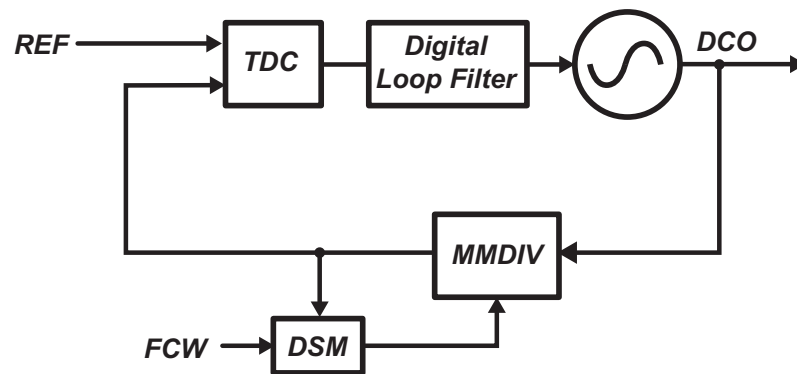 REF
TDC
Digital
Loop Filter
DCO
MMDIV
FCW
DSM